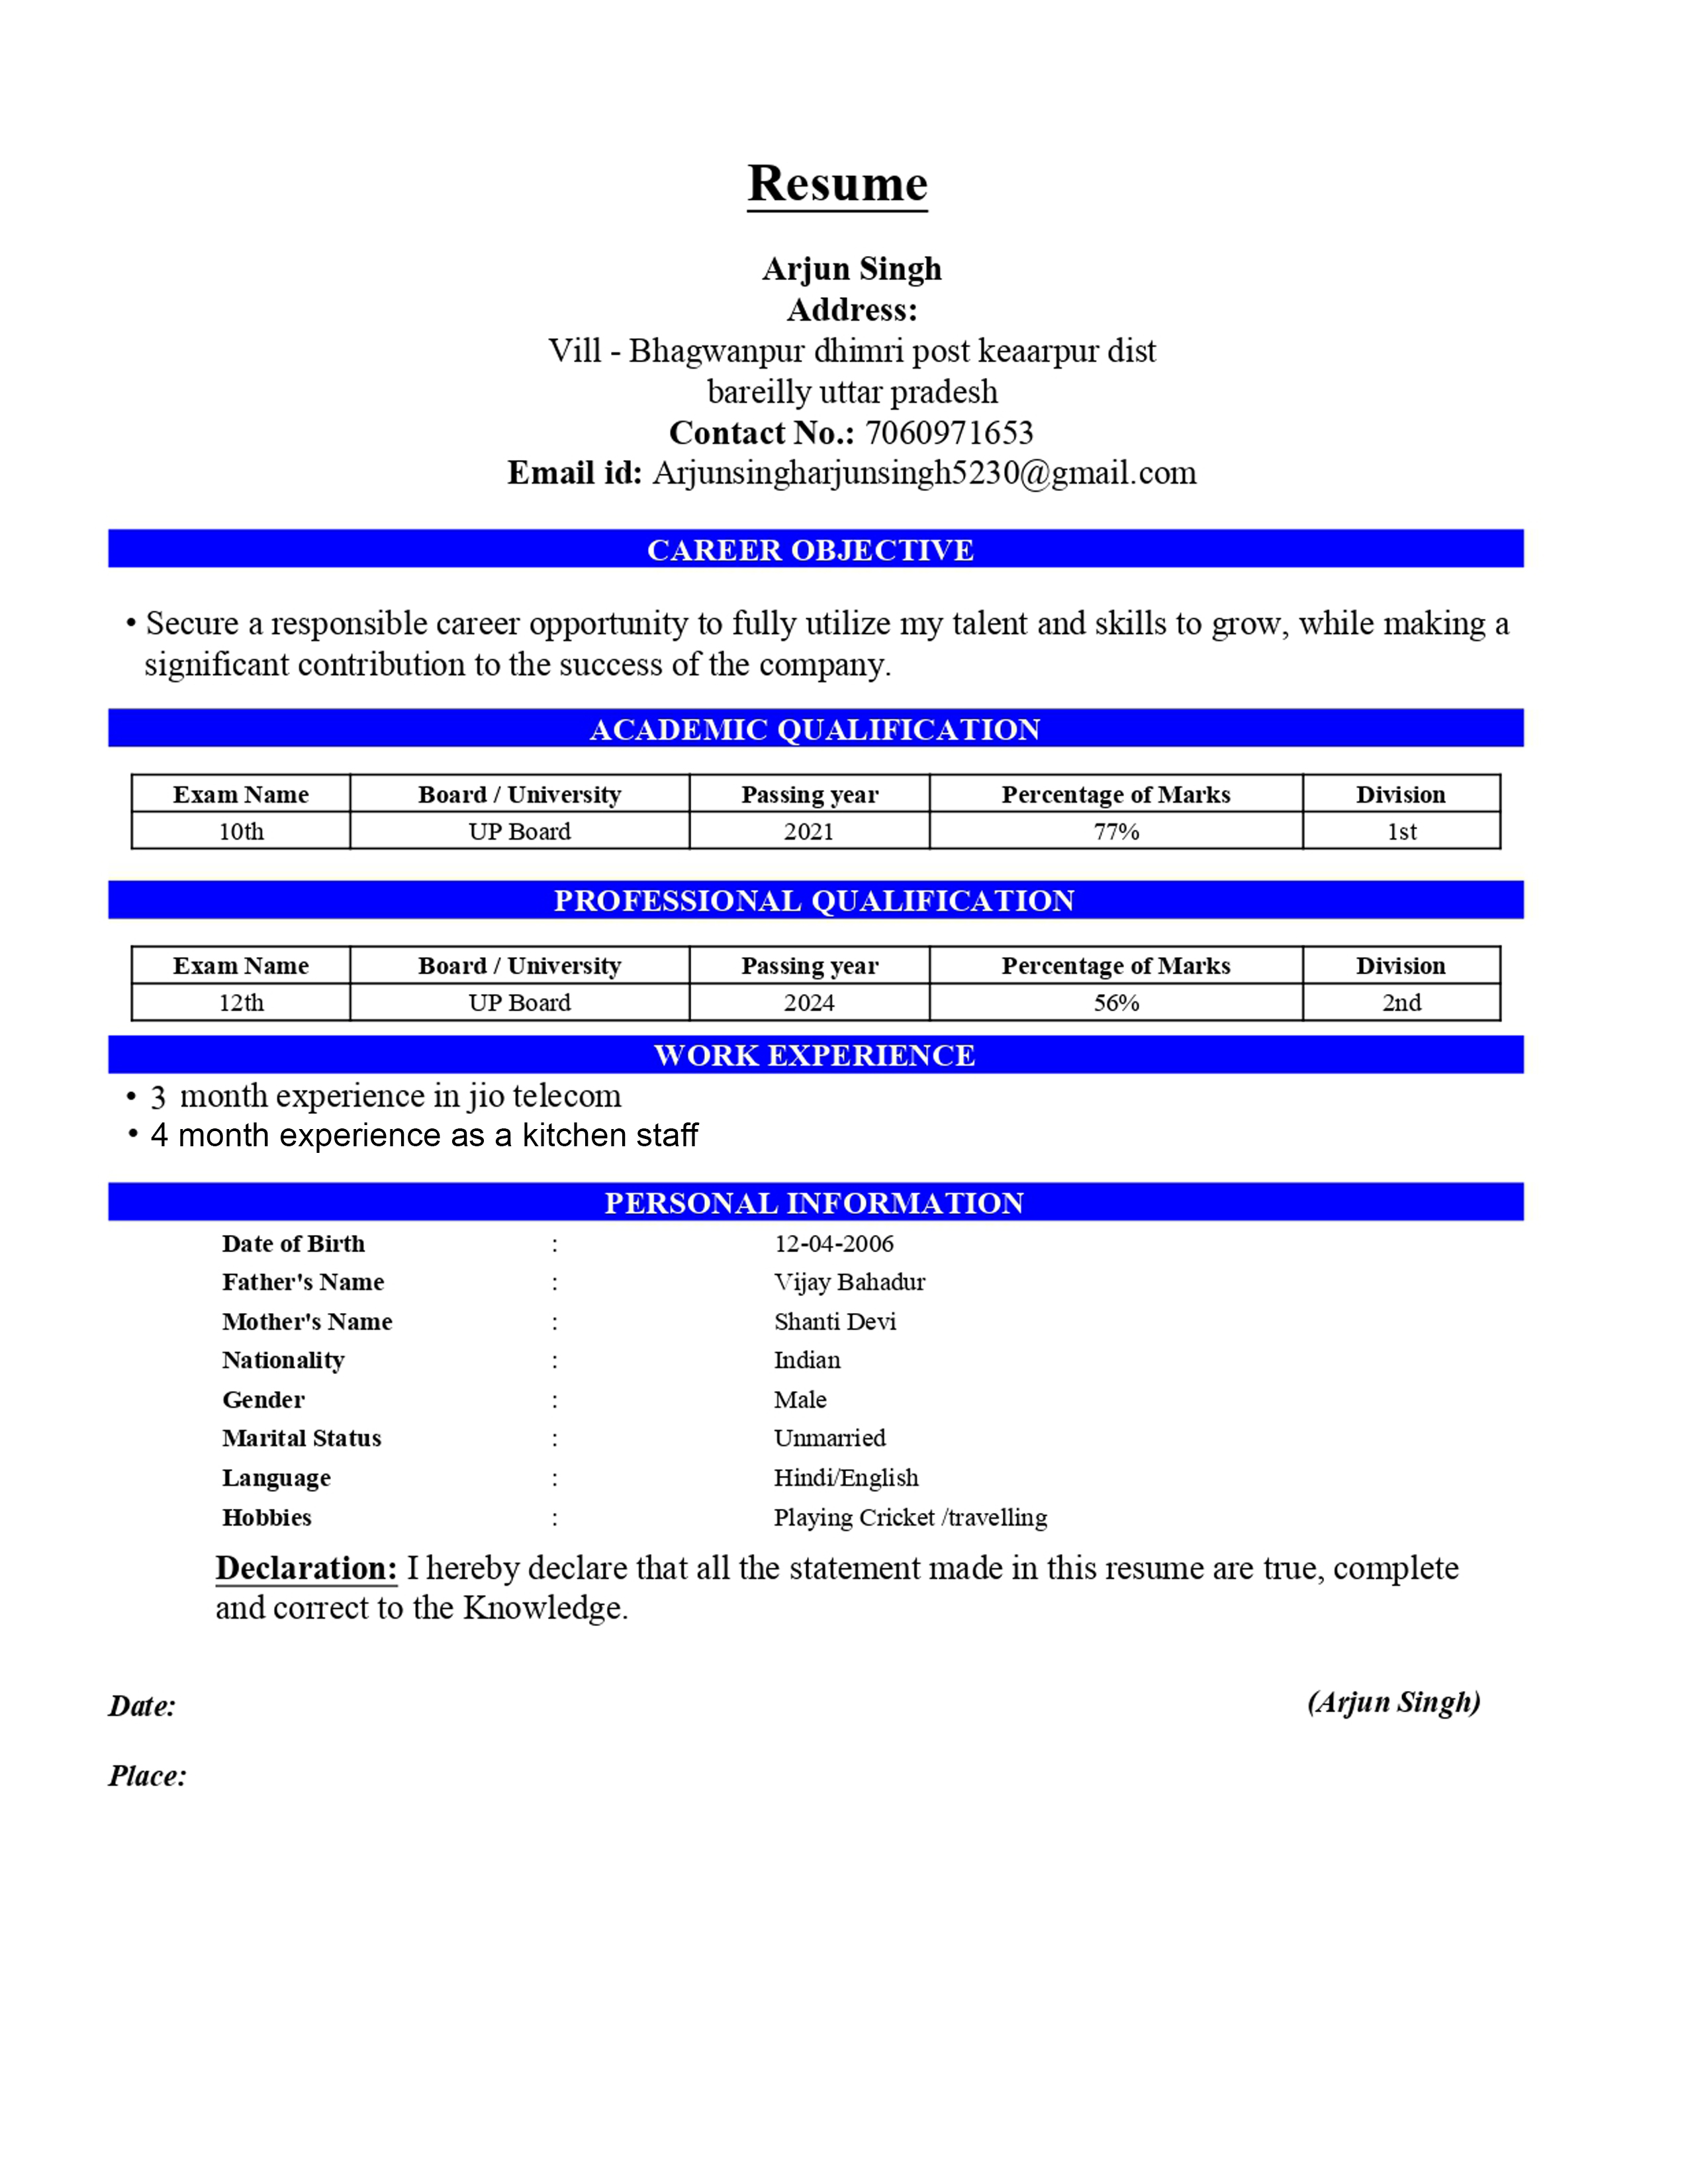 Resume
Arjun Singh
Address:
Vill - Bhagwanpur dhimri post keaarpur dist
bareilly uttar pradesh
Contact No.: 7060971653
Email id: Arjunsingharjunsingh5230@gmail.com
CAREER OBJECTIVE
• Secure a responsible career opportunity to fully utilize my talent and skills to grow, while making a
significant contribution to the success of the company.
ACADEMIC QUALIFICATION
Exam Name Board / University Passing year Percentage of Marks Division
10th UP Board 2021 77% 1st
PROFESSIONAL QUALIFICATION
Exam Name Board / University Passing year Percentage of Marks Division
12th UP Board 2024 56% 2nd
WORK EXPERIENCE
• 3 month experience in jio telecom
• 4 month experience as a kitchen staff
PERSONAL INFORMATION
Date of Birth : 12-04-2006
Father's Name : Vijay Bahadur
Mother's Name : Shanti Devi
Nationality : Indian
Gender : Male
Marital Status : Unmarried
Language : Hindi/English
Hobbies : Playing Cricket /travelling
Declaration: I hereby declare that all the statement made in this resume are true, complete
and correct to the Knowledge.
Date: (Arjun Singh)
Place: